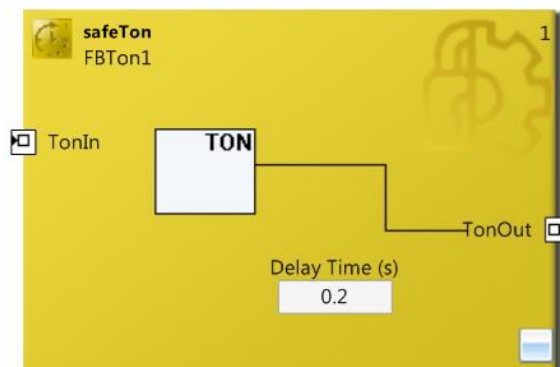 safeTon
FBTon1
1
TonIn
TON
TonOut
Delay Time (s)
0.2